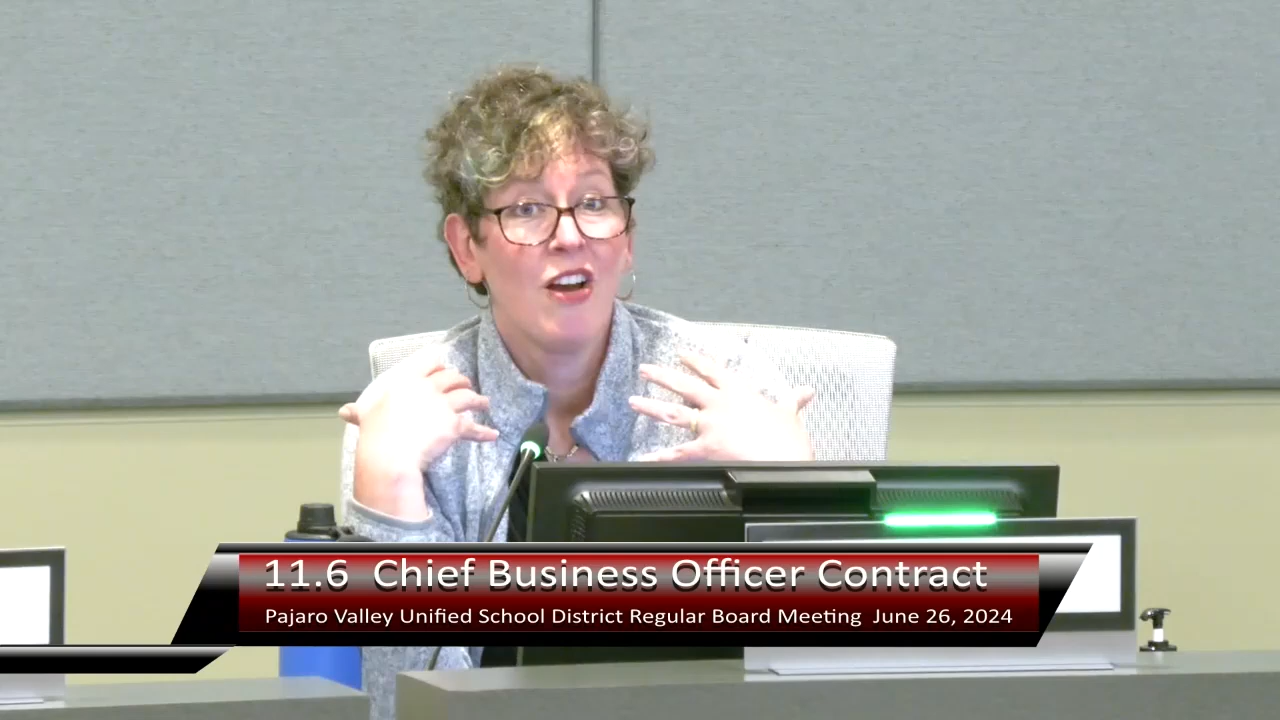 11.6 Chief Business Officer Contract
Pajaro Valley Unified School District Regular Board Meeting June 26, 2024